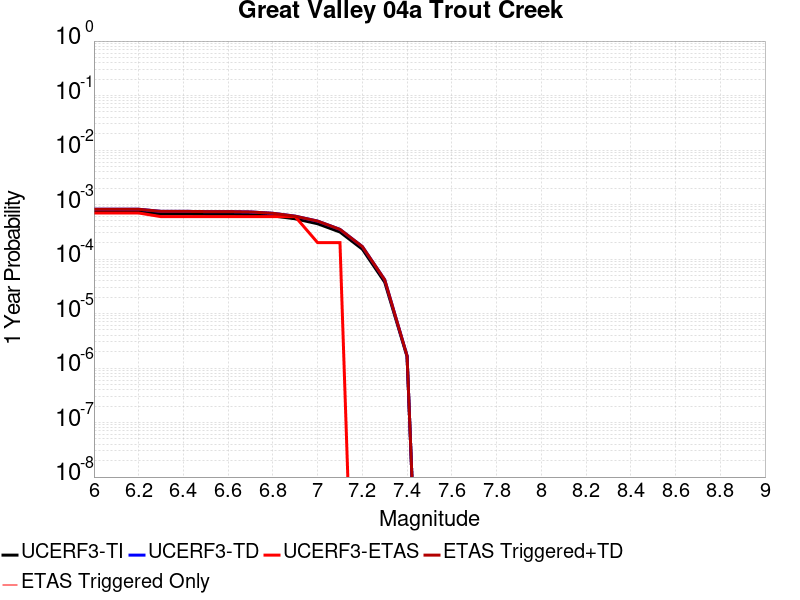 Great Valley 04a Trout Creek
10^0
10^-1
10^-2
10^-3
10^-4
10^-5
10^-6
10^-7
10^-8
1 Year Probability
6 6.2 6.4 6.6 6.8 7 7.2 7.4 7.6 7.8 8 8.2 8.4 8.6 8.8 9
Magnitude
UCERF3-TI UCERF3-TD UCERF3-ETAS ETAS Triggered+TD
ETAS Triggered Only